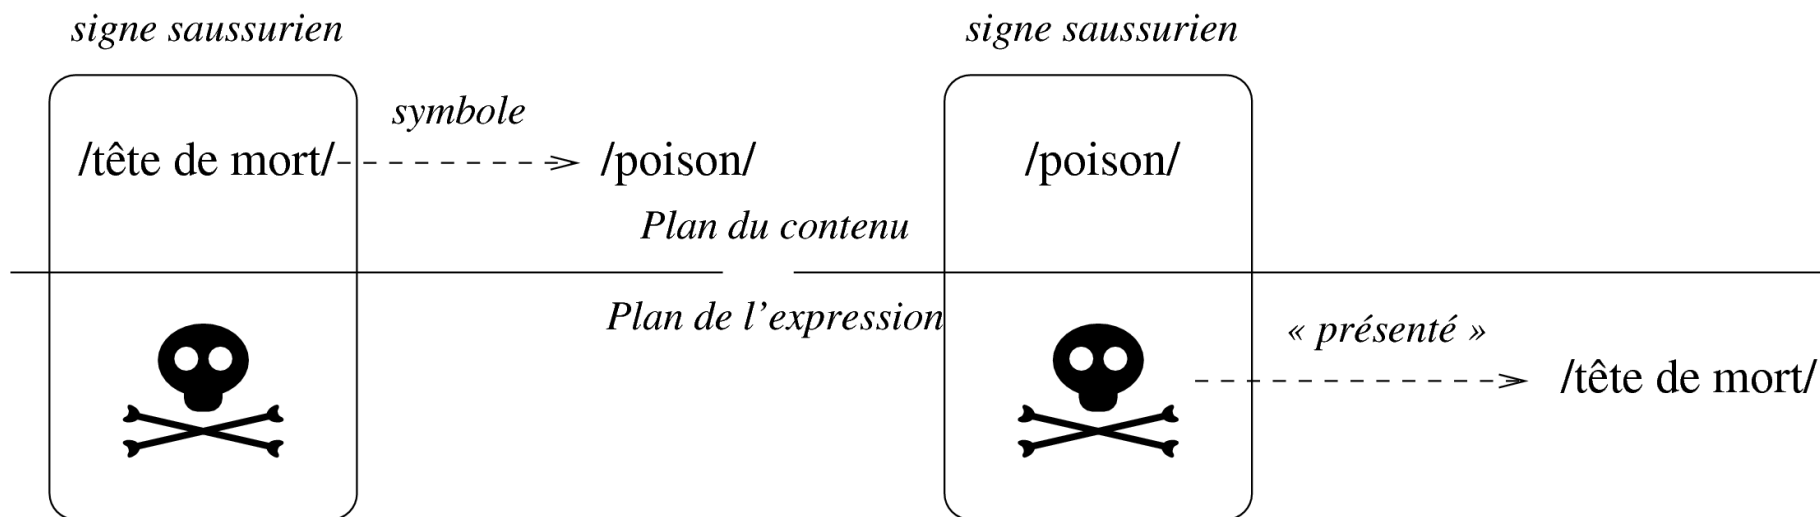 signe saussurien
symbole
/tête de mort/
/poison/
Plan du contenu
Plan de l’expression
signe saussurien
/poison/
« présenté »
/tête de mort/